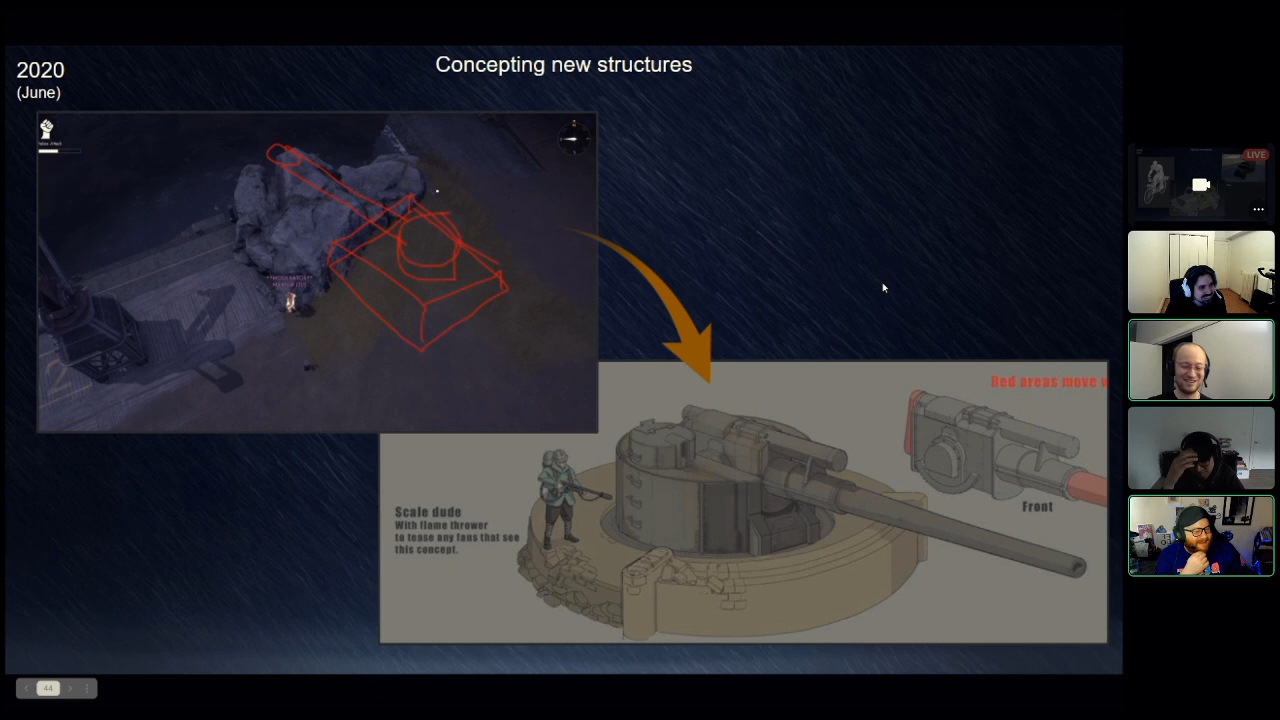 2020
(June)
Concepting new structures
LIVE
Red areas move w
Scale dude
With flame thrower
to tease any fans that see
this concept.
Front
44